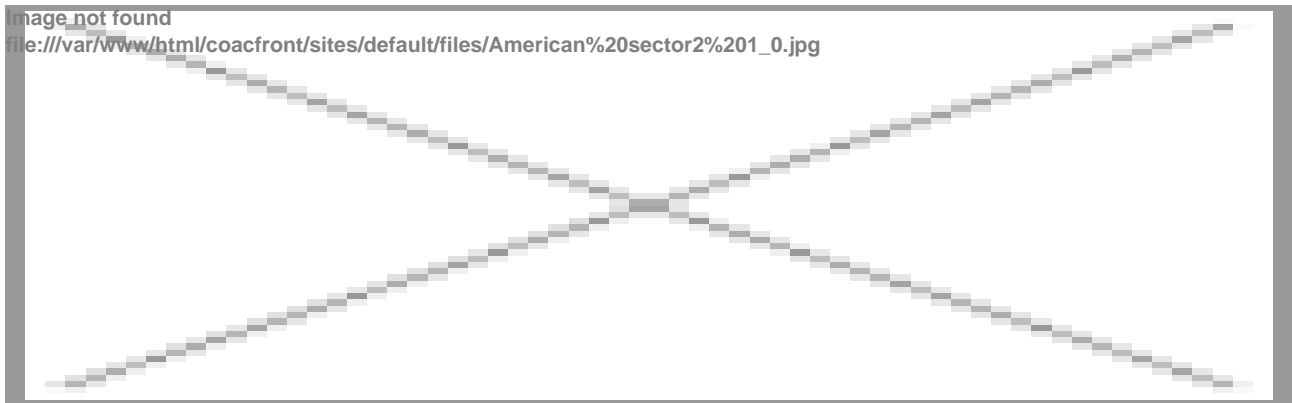 Image not found
file:///var/www/html/coacfront/sites/default/files/American%20sector2%201_0.jpg